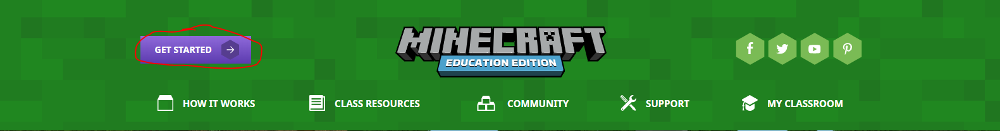 GET STARTED
MINECRAFT
EDUCATION EDITION
HOW IT WORKS
CLASS RESOURCES
COMMUNITY
SUPPORT
MY CLASSROOM